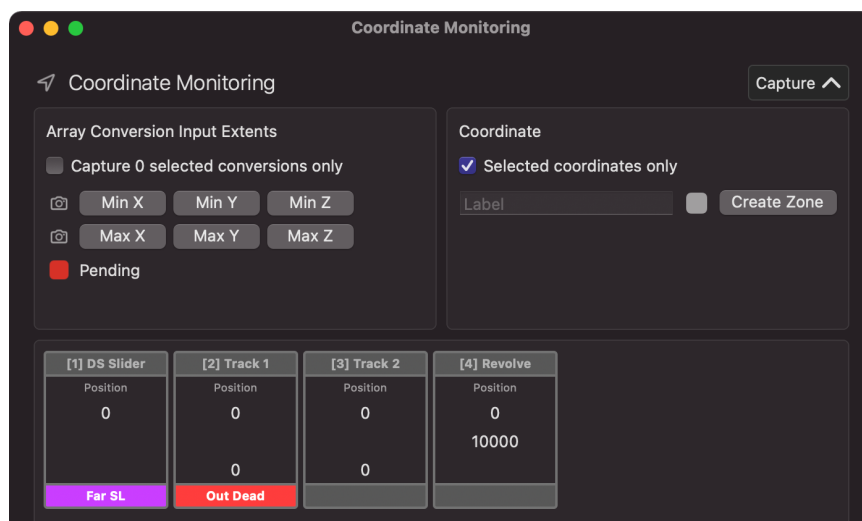 Coordinate Monitoring
Coordinate Monitoring
Capture
Array Conversion Input Extents
Capture 0 selected conversions only
Min X Min Y Min Z
Max X Max Y Max Z
Pending
Coordinate
Selected coordinates only
Label
Create Zone
[1] DS Slider
Position
0
Far SL
[2] Track 1
Position
0
0
Out Dead
[3] Track 2
Position
0
0
[4] Revolve
Position
0
10000